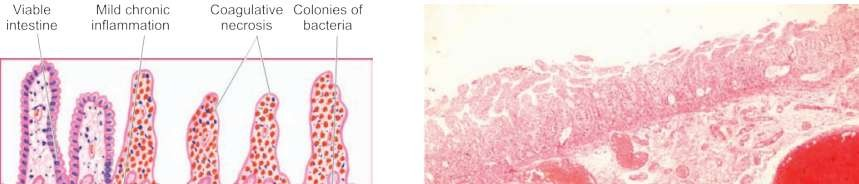 Viable
intestine
Mild chronic
inflammation
Coagulative
necrosis
Colonies of
bacteria